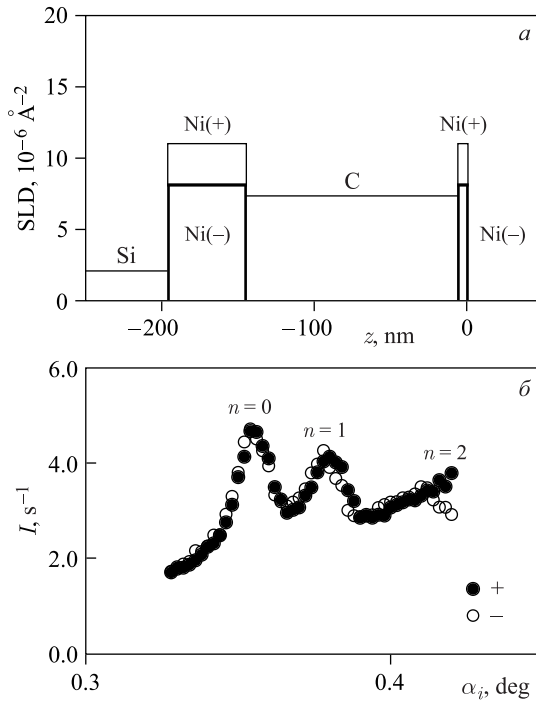 20
a
15
Ni(+)
Ni(+)
SLD, 10⁻⁶ Å⁻²
10
C
5
Si
Ni(–)
Ni(–)
0
–200
–100
0
z, nm
б
6.0
n = 0
n = 1
n = 2
4.0
I, s⁻¹
2.0
+
–
0.0
0.3
0.4
αᵢ, deg